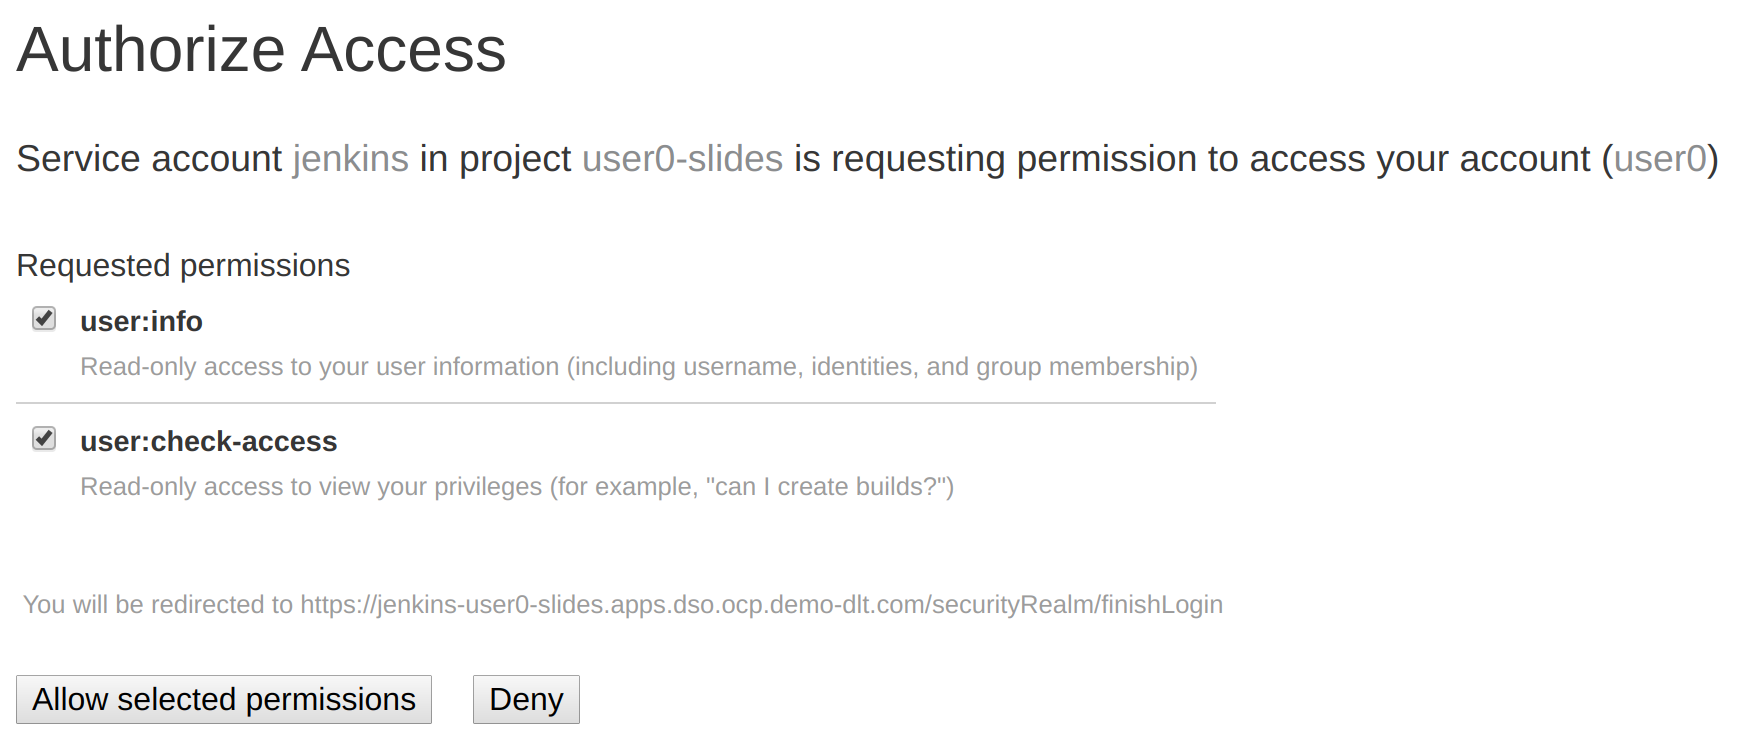 Authorize Access
Service account jenkins in project user0-slides is requesting permission to access your account (user0)
Requested permissions
user:info
Read-only access to your user information (including username, identities, and group membership)
user:check-access
Read-only access to view your privileges (for example, "can I create builds?")
You will be redirected to https://jenkins-user0-slides.apps.dso.ocp.demo-dlt.com/securityRealm/finishLogin
Allow selected permissions Deny